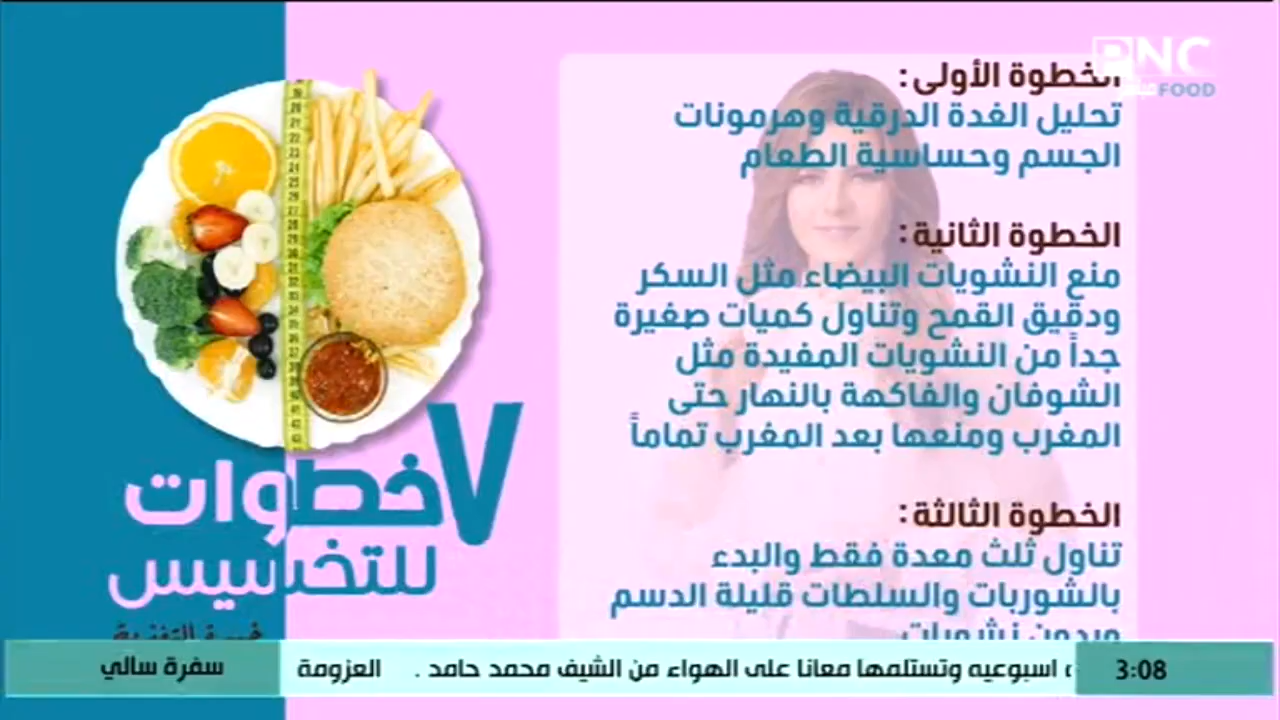 PNC
FOOD
الخطوة الأولى:
تحليل الغدة الدرقية وهرمونات
الجسم وحساسية الطعام
الخطوة الثانية:
منع النشويات البيضاء مثل السكر
ودقيق القمح وتناول كميات صغيرة
جداً من النشويات المفيدة مثل
الشوفان والفاكهة بالنهار حتى
المغرب ومنعها بعد المغرب تماماً
الخطوة الثالثة:
تناول ثلث معدة فقط والبدء
بالشوربات والسلطات قليلة الدسم
وبدون نشويات
٧ خطوات
للتخسيس
3:08
اسبوعيه وتستلمها معانا على الهواء من الشيف محمد حامد . العزومة
سفرة سالي